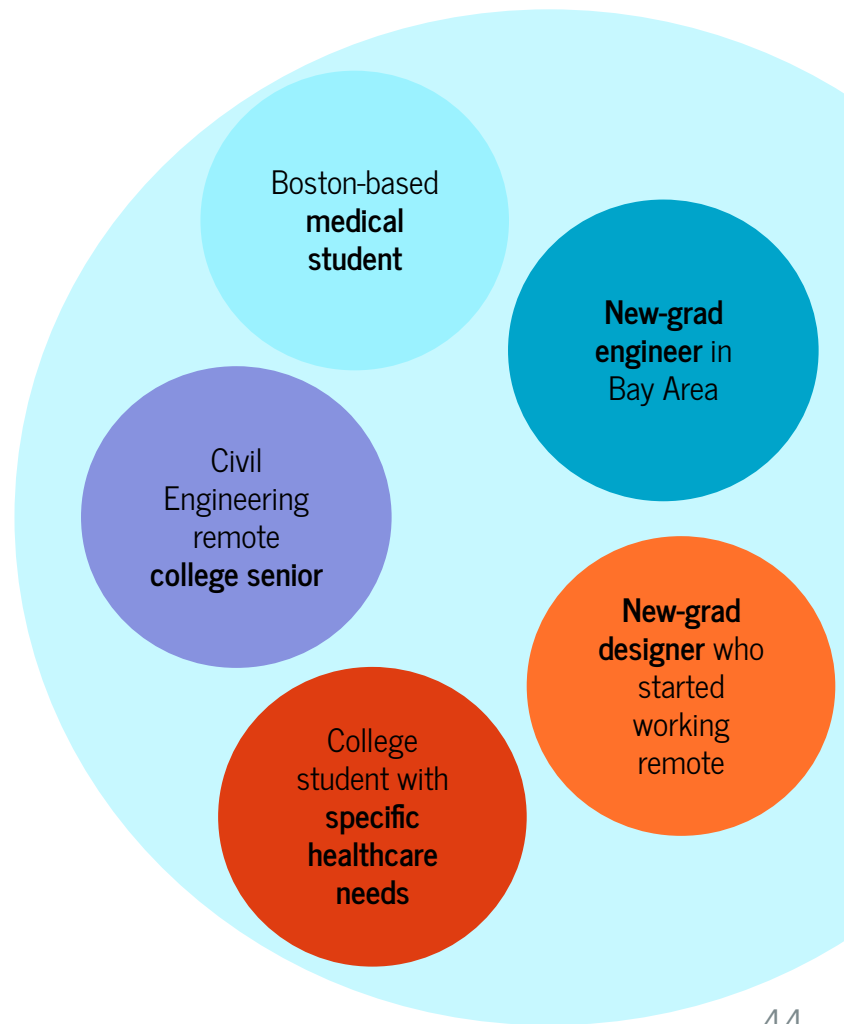 Boston-based
medical
student
New-grad
engineer in
Bay Area
Civil
Engineering
remote
college senior
New-grad
designer who
started
working
remote
College
student with
specific
healthcare
needs
44